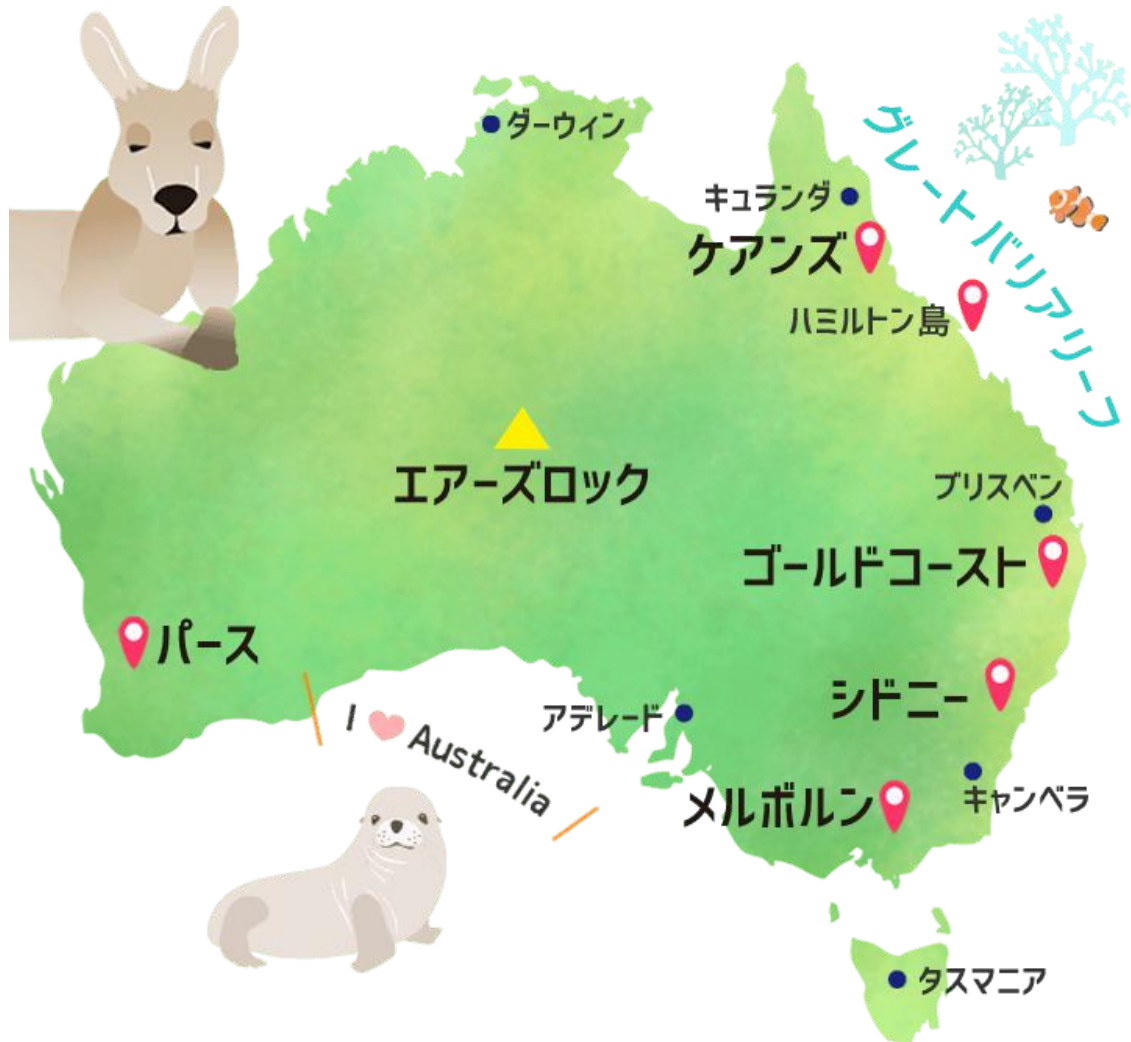 ダーウィン
グレートバリアリーフ
キュランダ
ケアンズ
ハミルトン島
エアーズロック
ブリスベン
ゴールドコースト
パース
シドニー
アデレード
I Australia
メルボルン
キャンベラ
タスマニア